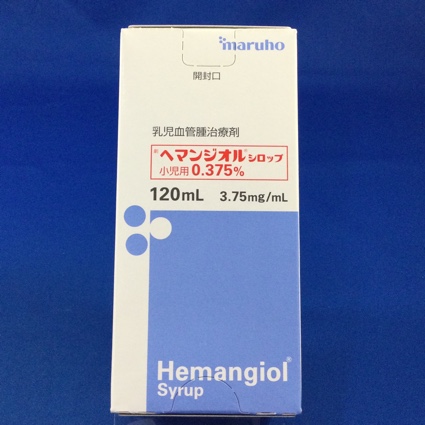 maruho
開封口
乳児血管腫治療剤
ヘマンジオル®シロップ
小児用0.375%
120mL 3.75mg/mL
Hemangiol®
Syrup